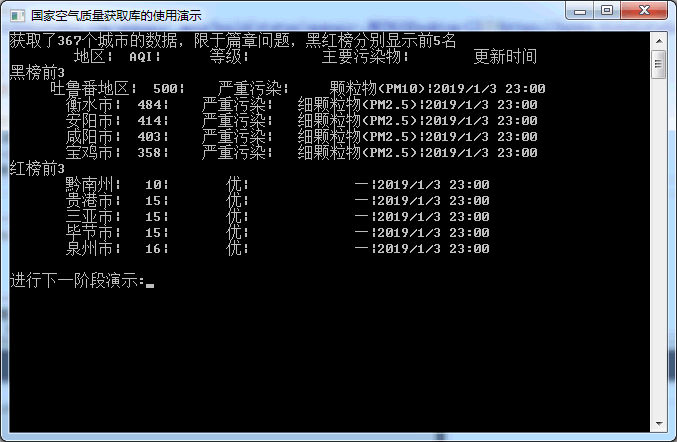 国家空气质量获取库的使用演示
获取了367个城市的数据，限于篇章问题，黑红榜分别显示前5名
地区¦ AQI¦ 等级¦ 主要污染物¦ 更新时间
黑榜前3
吐鲁番地区¦ 500¦ 严重污染¦ 颗粒物(PM10)¦2019/1/3 23:00
衡水市¦ 484¦ 严重污染¦ 细颗粒物(PM2.5)¦2019/1/3 23:00
安阳市¦ 414¦ 严重污染¦ 细颗粒物(PM2.5)¦2019/1/3 23:00
咸阳市¦ 403¦ 严重污染¦ 细颗粒物(PM2.5)¦2019/1/3 23:00
宝鸡市¦ 358¦ 严重污染¦ 细颗粒物(PM2.5)¦2019/1/3 23:00
红榜前3
黔南州¦ 10¦ 优¦ —¦2019/1/3 23:00
贵港市¦ 15¦ 优¦ —¦2019/1/3 23:00
三亚市¦ 15¦ 优¦ —¦2019/1/3 23:00
毕节市¦ 15¦ 优¦ —¦2019/1/3 23:00
泉州市¦ 16¦ 优¦ —¦2019/1/3 23:00
进行下一阶段演示: